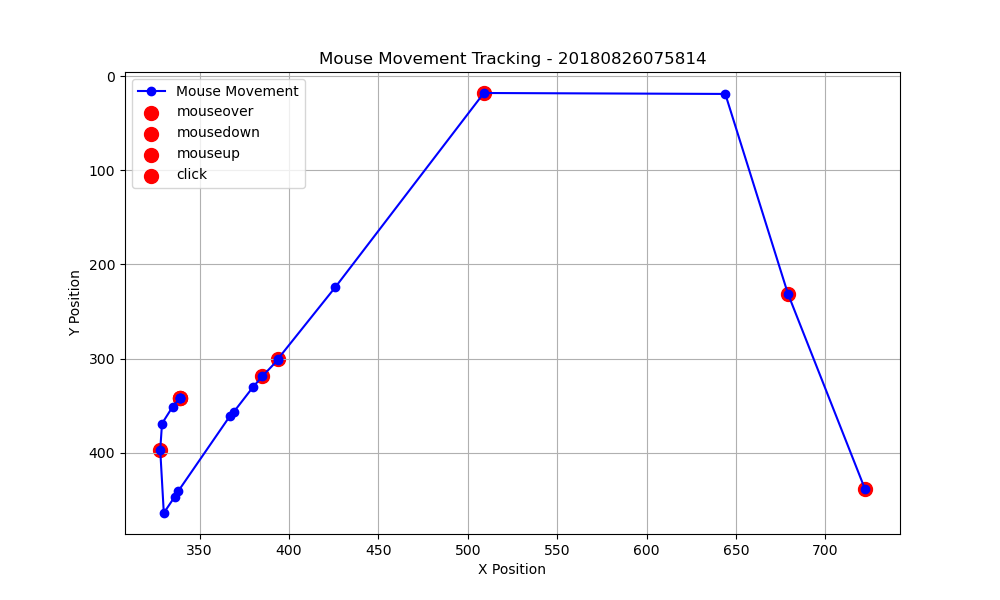 Mouse Movement Tracking - 20180826075814
Mouse Movement
mouseover
mousedown
mouseup
click
0
100
200
300
400
Y Position
350
400
450
500
550
600
650
700
X Position